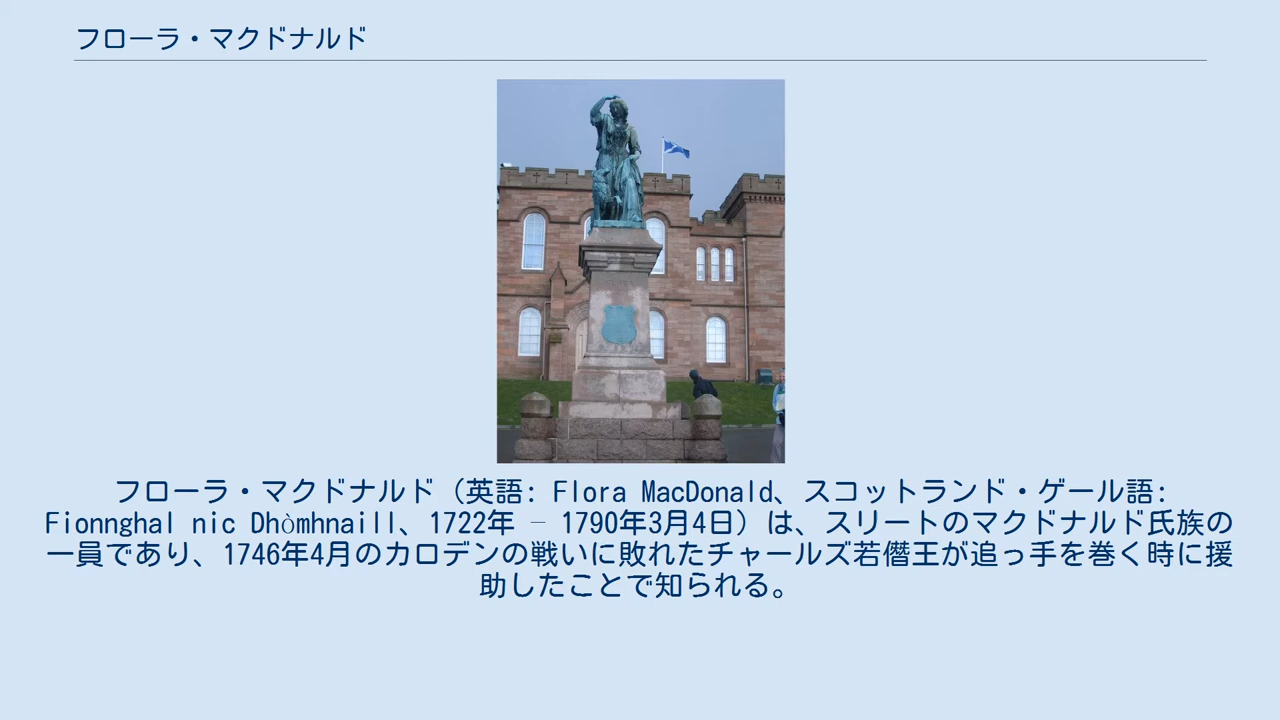 フローラ・マクドナルド
フローラ・マクドナルド（英語: Flora MacDonald、スコットランド・ゲール語:
Fionnghal nic Dhòmhnaill、1722年 – 1790年3月4日）は、スリートのマクドナルド氏族の
一員であり、1746年4月のカロデンの戦いに敗れたチャールズ若僭王が追っ手を巻く時に援
助したことで知られる。